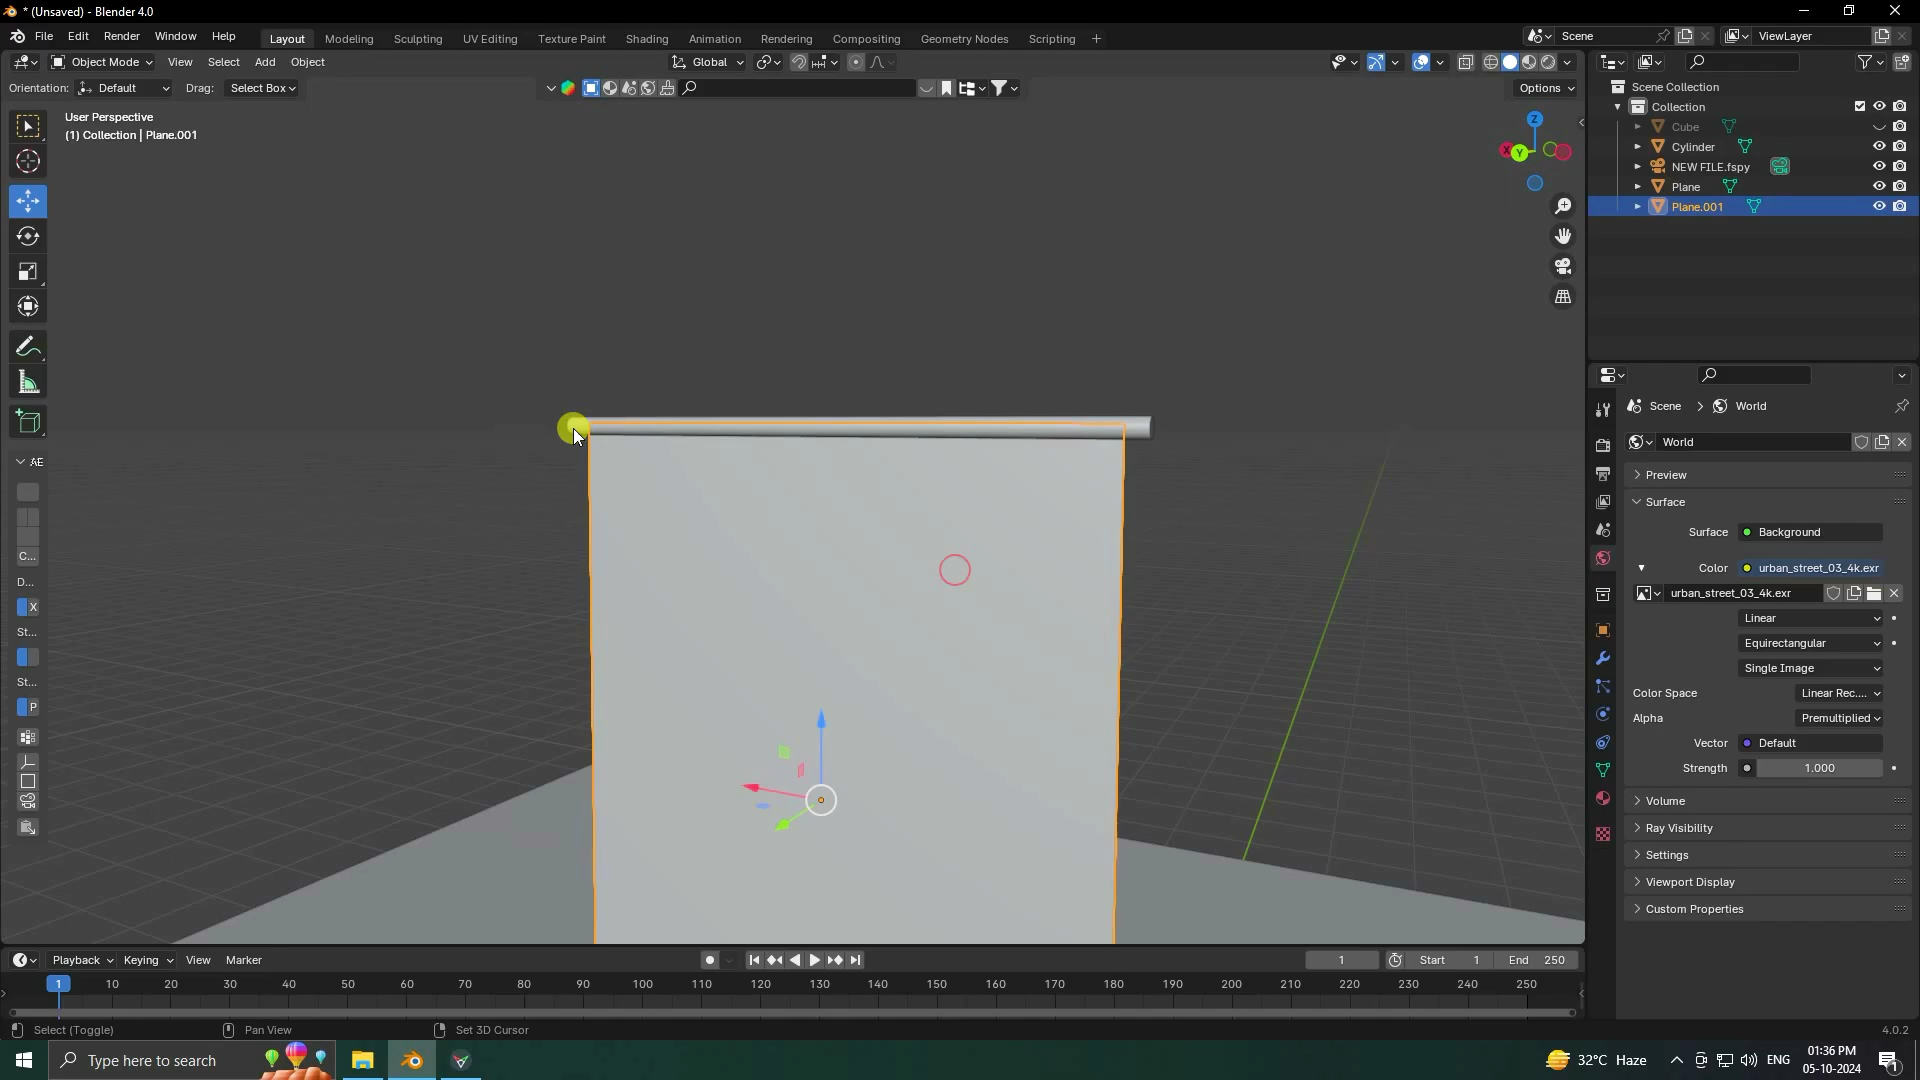 * (Unsaved) - Blender 4.0
File Edit Render Window Help Layout Modeling Sculpting UV Editing Texture Paint Shading Animation Rendering Compositing Geometry Nodes Scripting + Scene ViewLayer
Object Mode View Select Add Object Global
Orientation: Default Drag: Select Box Options
User Perspective
(1) Collection | Plane.001
Z
X
Y
Scene Collection
Collection
Cube
Cylinder
NEW FILE.fspy
Plane
Plane.001
Scene > World
World
Preview
Surface
Surface Background
Color urban_street_03_4k.exr
urban_street_03_4k.exr
Linear
Equirectangular
Single Image
Color Space Linear Rec....
Alpha Premultiplied
Vector Default
Strength 1.000
Volume
Ray Visibility
Settings
Viewport Display
Custom Properties
AE
C...
D...
X
St...
St...
P
Playback Keying View Marker 1 Start 1 End 250
1 10 20 30 40 50 60 70 80 90 100 110 120 130 140 150 160 170 180 190 200 210 220 230 240 250
Select (Toggle) Pan View Set 3D Cursor 4.0.2
Type here to search 32°C Haze ENG 01:36 PM
05-10-2024
1